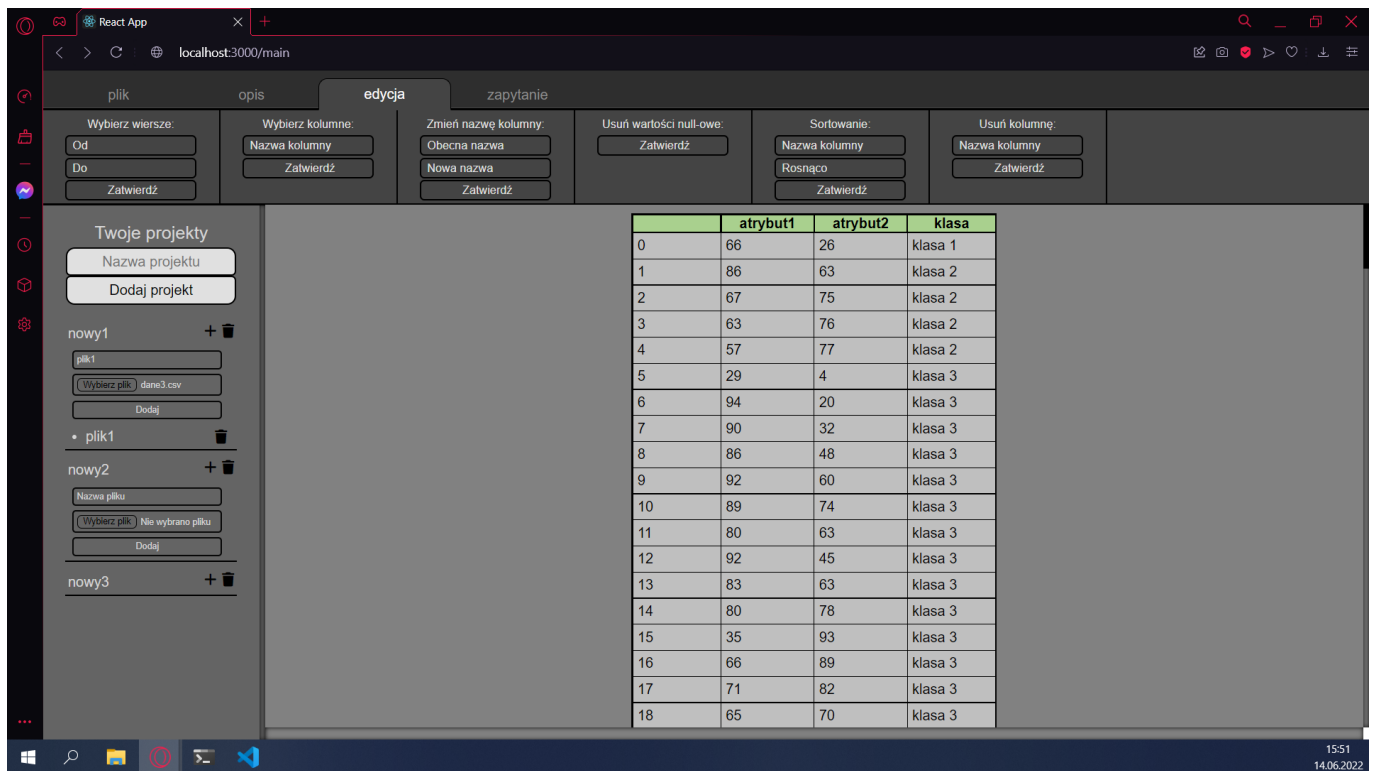 React App
localhost:3000/main
plik opis edycja zapytanie
Wybierz wiersze: Wybierz kolumne: Zmień nazwę kolumny: Usuń wartości null-owe: Sortowanie: Usuń kolumnę:
Od Nazwa kolumny Obecna nazwa Zatwierdź Nazwa kolumny Nazwa kolumny
Do Zatwierdź Nowa nazwa Rosnąco Zatwierdź
Zatwierdź Zatwierdź Zatwierdź
Twoje projekty
Nazwa projektu
Dodaj projekt
nowy1
plik1
Wybierz plik dane3.csv
Dodaj
• plik1
nowy2
Nazwa pliku
Wybierz plik Nie wybrano pliku
Dodaj
nowy3
atrybut1 atrybut2 klasa
0 66 26 klasa 1
1 86 63 klasa 2
2 67 75 klasa 2
3 63 76 klasa 2
4 57 77 klasa 2
5 29 4 klasa 3
6 94 20 klasa 3
7 90 32 klasa 3
8 86 48 klasa 3
9 92 60 klasa 3
10 89 74 klasa 3
11 80 63 klasa 3
12 92 45 klasa 3
13 83 63 klasa 3
14 80 78 klasa 3
15 35 93 klasa 3
16 66 89 klasa 3
17 71 82 klasa 3
18 65 70 klasa 3
15:51
14.06.2022